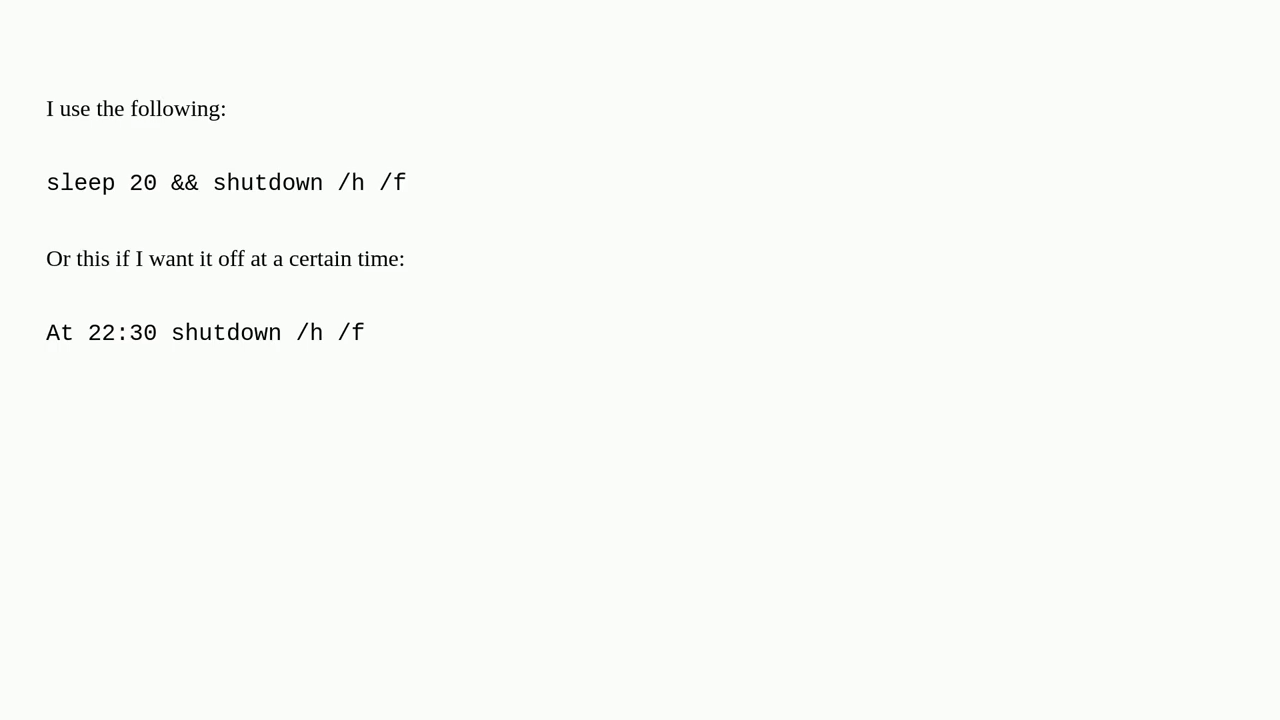 I use the following:
sleep 20 && shutdown /h /f
Or this if I want it off at a certain time:
At 22:30 shutdown /h /f